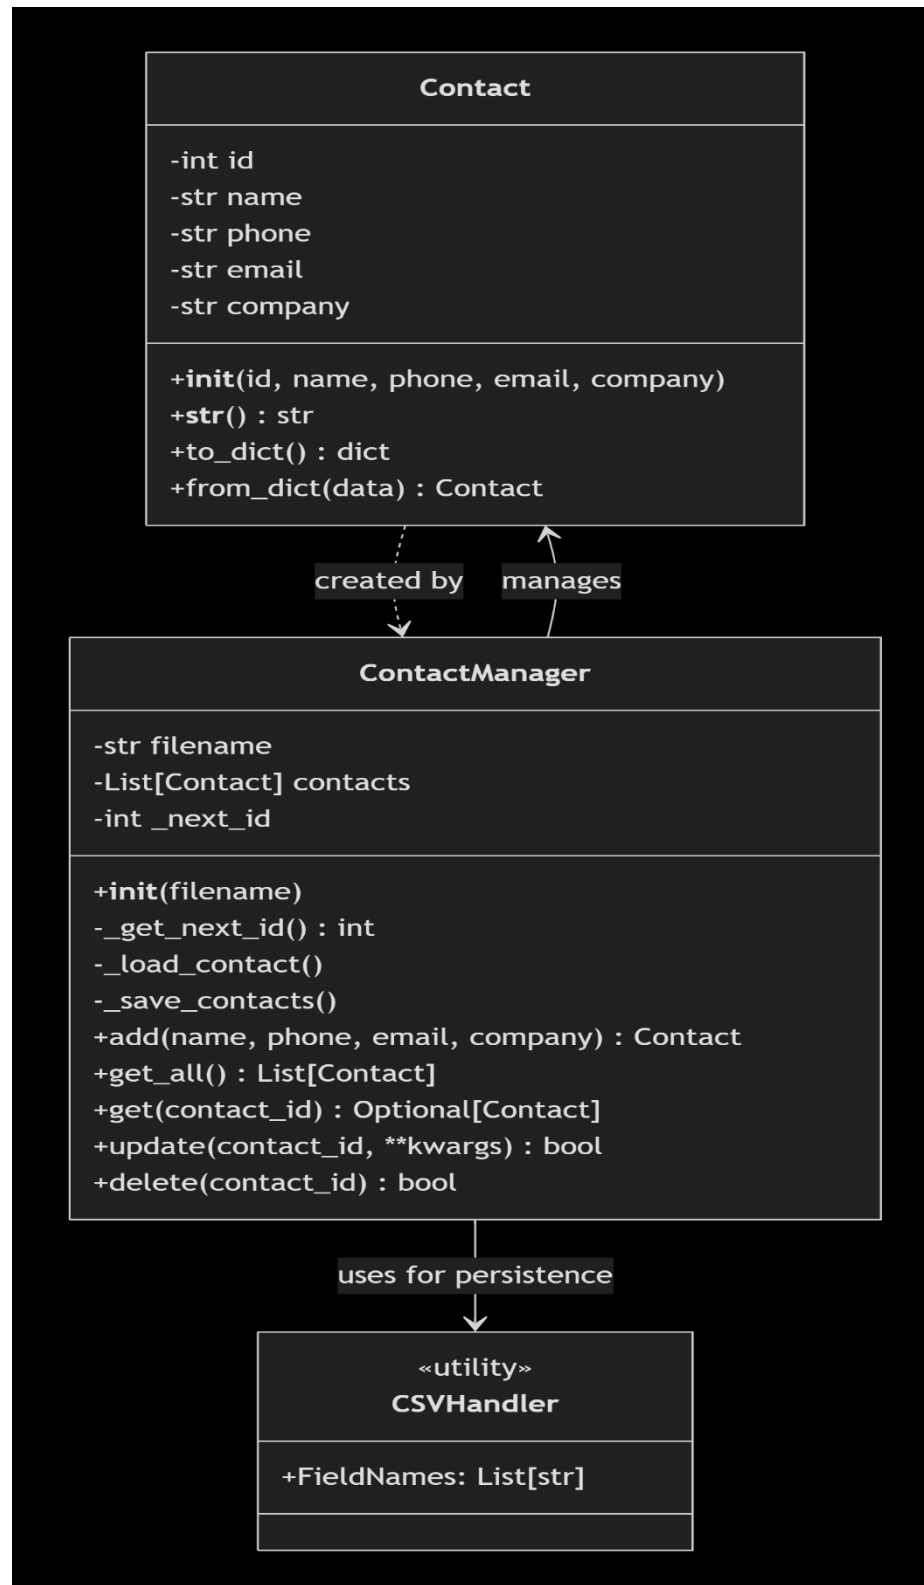 Contact
-int id
-str name
-str phone
-str email
-str company
+init(id, name, phone, email, company)
+str() : str
+to_dict() : dict
+from_dict(data) : Contact
created by
manages
ContactManager
-str filename
-List[Contact] contacts
-int _next_id
+init(filename)
-_get_next_id() : int
-_load_contact()
-_save_contacts()
+add(name, phone, email, company) : Contact
+get_all() : List[Contact]
+get(contact_id) : Optional[Contact]
+update(contact_id, **kwargs) : bool
+delete(contact_id) : bool
uses for persistence
«utility»
CSVHandler
+FieldNames: List[str]